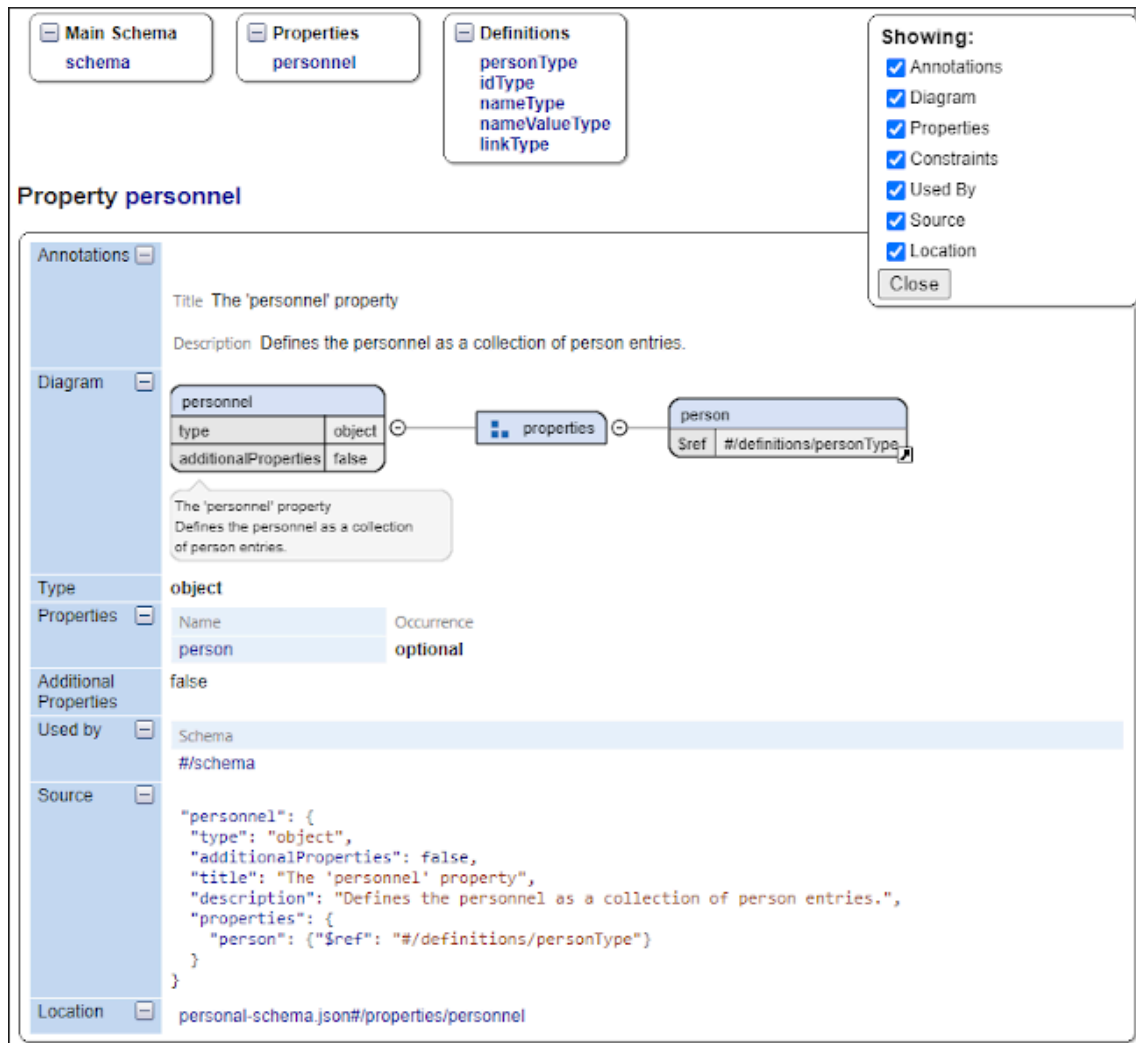 Main Schema
schema
Properties
personnel
Definitions
personType
idType
nameType
nameValueType
linkType
Showing:
Annotations
Diagram
Properties
Constraints
Used By
Source
Location
Close
Property personnel
Annotations
Title The 'personnel' property
Description Defines the personnel as a collection of person entries.
Diagram
personnel
type object
additionalProperties false
properties
person
$ref #/definitions/personType
The 'personnel' property
Defines the personnel as a collection
of person entries.
Type object
Properties
Name Occurrence
person optional
Additional
Properties
false
Used by
Schema
#/schema
Source
"personnel": {
"type": "object",
"additionalProperties": false,
"title": "The 'personnel' property",
"description": "Defines the personnel as a collection of person entries.",
"properties": {
"person": {"$ref": "#/definitions/personType"}
}
}
Location personal-schema.json#/properties/personnel